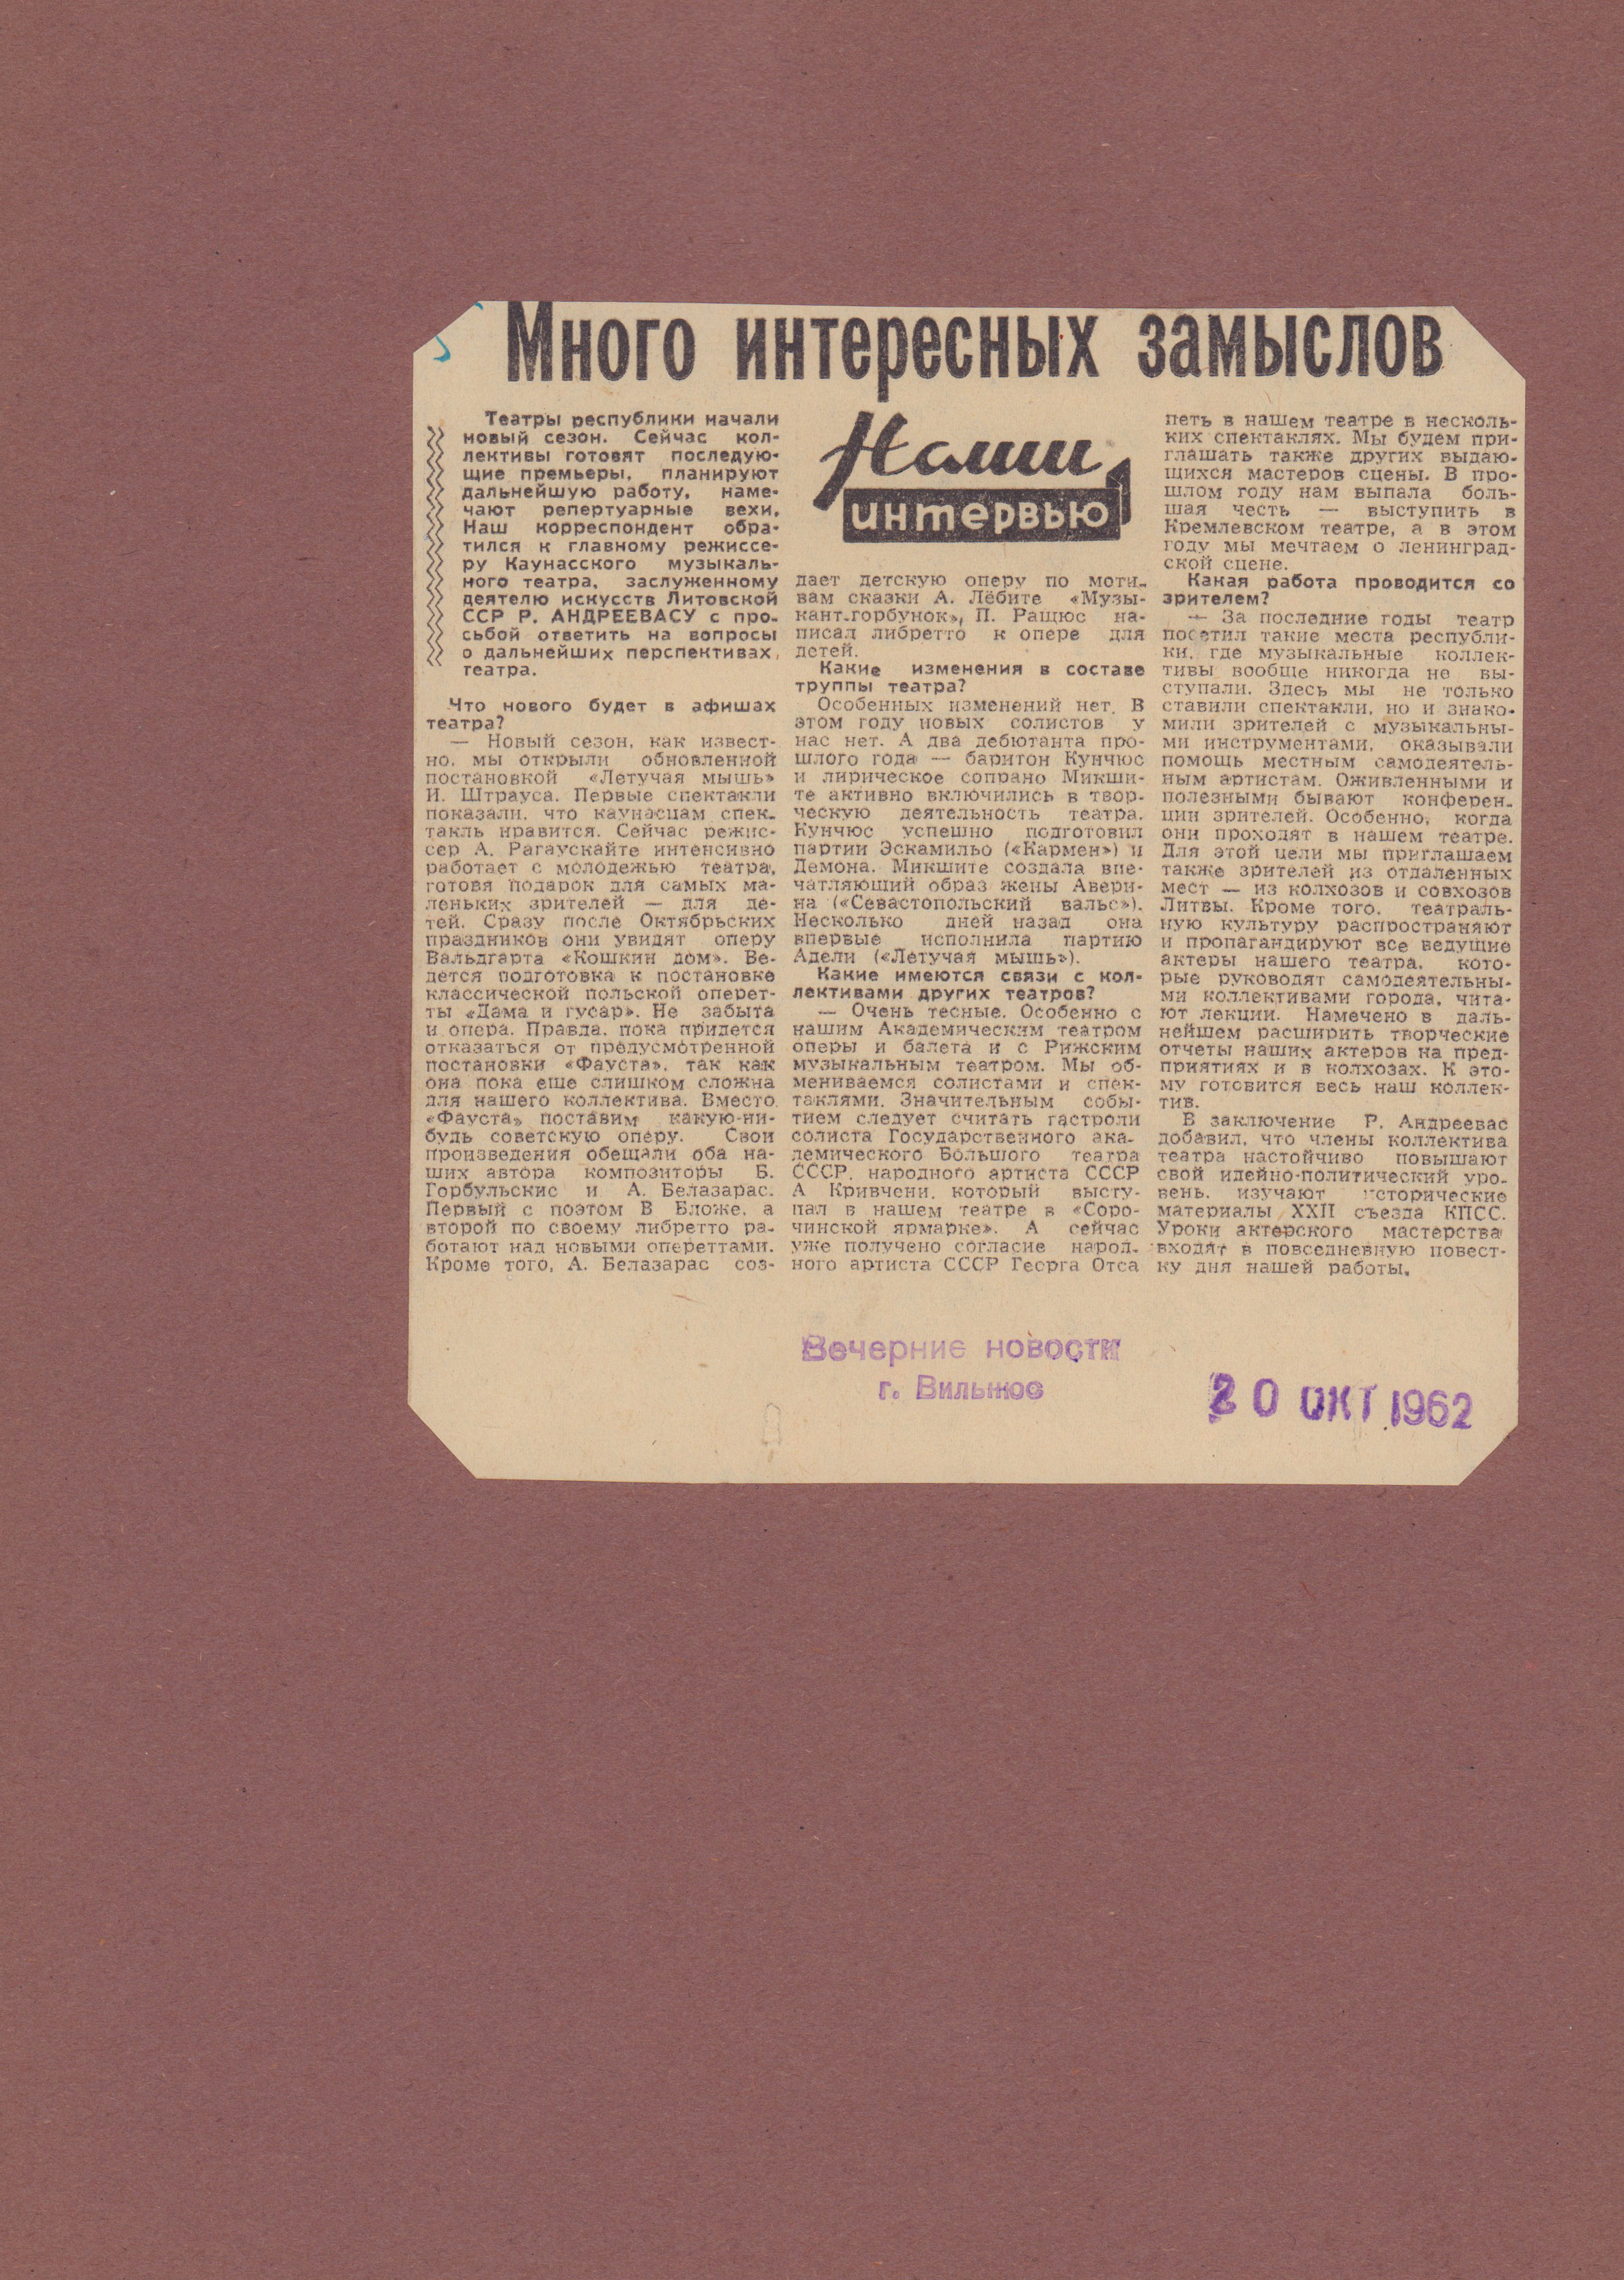 Много интересных замыслов
Театры республики начали
новый сезон. Сейчас кол-
лективы готовят последую-
щие премьеры, планируют
дальнейшую работу, наме-
чают репертуарные вехи.
Наш корреспондент обра-
тился к главному режиссе-
ру Каунасского музыкаль-
ного театра, заслуженному
деятелю искусств Литовской
ССР Р. АНДРЕЕВАСУ с про-
сьбой ответить на вопросы
о дальнейших перспективах
театра.
Что нового будет в афишах
театра?
— Новый сезон, как извест-
но, мы открыли обновленной
постановкой «Летучая мышь»
И. Штрауса. Первые спектакли
показали, что каунасцам спек-
такль нравится. Сейчас режис-
сер А. Рагаускайте интенсивно
работает с молодежью театра,
готовя подарок для самых ма-
леньких зрителей — для де-
тей. Сразу после Октябрьских
праздников они увидят оперу
Вальдгарта «Кошкин дом». Ве-
дется подготовка к постановке
классической польской оперет-
ты «Дама и гусар». Не забыта
и опера. Правда, пока придется
отказаться от предусмотренной
постановки «Фауста», так как
она пока еще слишком сложна
для нашего коллектива. Вместо
«Фауста» поставим какую-ни-
будь советскую оперу. Свои
произведения обещали оба на-
ших автора композиторы Б.
Горбульскис и А. Белазарас.
Первый с поэтом В Бложе, а
второй по своему либретто ра-
ботают над новыми опереттами.
Кроме того, А. Белазарас соз-
Наши
интервью
дает детскую оперу по моти-
вам сказки А. Лёбите «Музы-
кант-горбунок», П. Ращюс на-
писал либретто к опере для
детей.
Какие изменения в составе
труппы театра?
Особенных изменений нет. В
этом году новых солистов у
нас нет. А два дебютанта про-
шлого года — баритон Кунчюс
и лирическое сопрано Микши-
те активно включились в твор-
ческую деятельность театра.
Кунчюс успешно подготовил
партии Эскамильо («Кармен») и
Демона. Микшите создала впе-
чатляющий образ жены Авери-
на («Севастопольский вальс»).
Несколько дней назад она
впервые исполнила партию
Адели («Летучая мышь»).
Какие имеются связи с кол-
лективами других театров?
— Очень тесные. Особенно с
нашим Академическим театром
оперы и балета и с Рижским
музыкальным театром. Мы об-
мениваемся солистами и спек-
таклями. Значительным собы-
тием следует считать гастроли
солиста Государственного ака-
демического Большого театра
СССР, народного артиста СССР
А Кривчени, который высту-
пал в нашем театре в «Соро-
чинской ярмарке». А сейчас
уже получено согласие народ-
ного артиста СССР Георга Отса
петь в нашем театре в несколь-
ких спектаклях. Мы будем при-
глашать также других выдаю-
щихся мастеров сцены. В про-
шлом году нам выпала боль-
шая честь — выступить в
Кремлевском театре, а в этом
году мы мечтаем о ленинград-
ской сцене.
Какая работа проводится со
зрителем?
— За последние годы театр
посетил такие места республи-
ки, где музыкальные коллек-
тивы вообще никогда не вы-
ступали. Здесь мы не только
ставили спектакли, но и знако-
мили зрителей с музыкальны-
ми инструментами, оказывали
помощь местным самодеятель-
ным артистам. Оживленными и
полезными бывают конферен-
ции зрителей. Особенно, когда
они проходят в нашем театре.
Для этой цели мы приглашаем
также зрителей из отдаленных
мест — из колхозов и совхозов
Литвы. Кроме того, театраль-
ную культуру распространяют
и пропагандируют все ведущие
актеры нашего театра, кото-
рые руководят самодеятельны-
ми коллективами города, чита-
ют лекции. Намечено в даль-
нейшем расширить творческие
отчеты наших актеров на пред-
приятиях и в колхозах. К это-
му готовится весь наш коллек-
тив.
В заключение Р. Андреевас
добавил, что члены коллектива
театра настойчиво повышают
свой идейно-политический уро-
вень, изучают исторические
материалы XXII съезда КПСС.
Уроки актерского мастерства
входят в повседневную повест-
ку дня нашей работы.
Вечерние новости
г. Вильнюс
20 ОКТ 1962